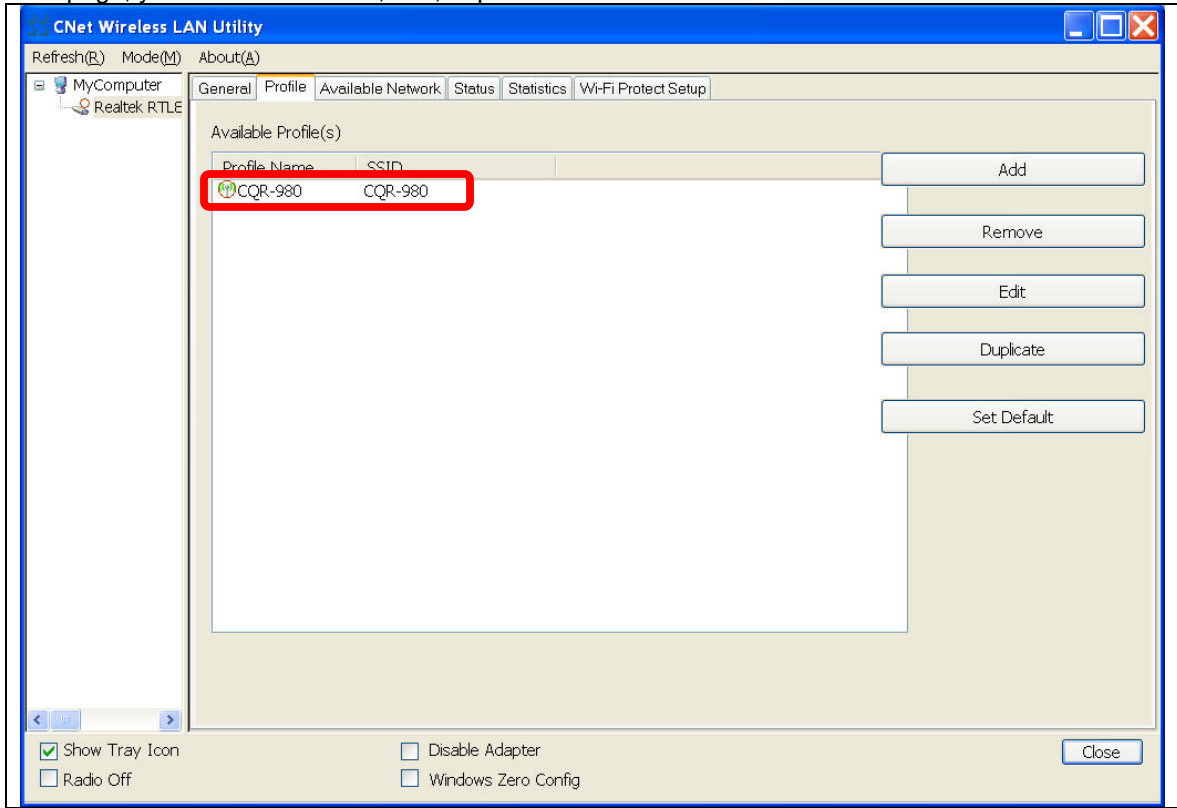 CNet Wireless LAN Utility
Refresh(R) Mode(M) About(A)
MyComputer
Realtek RTLE
General Profile Available Network Status Statistics Wi-Fi Protect Setup
Available Profile(s)
Profile Name SSID
CQR-980 CQR-980
Add
Remove
Edit
Duplicate
Set Default
Show Tray Icon Disable Adapter Close
Radio Off Windows Zero Config